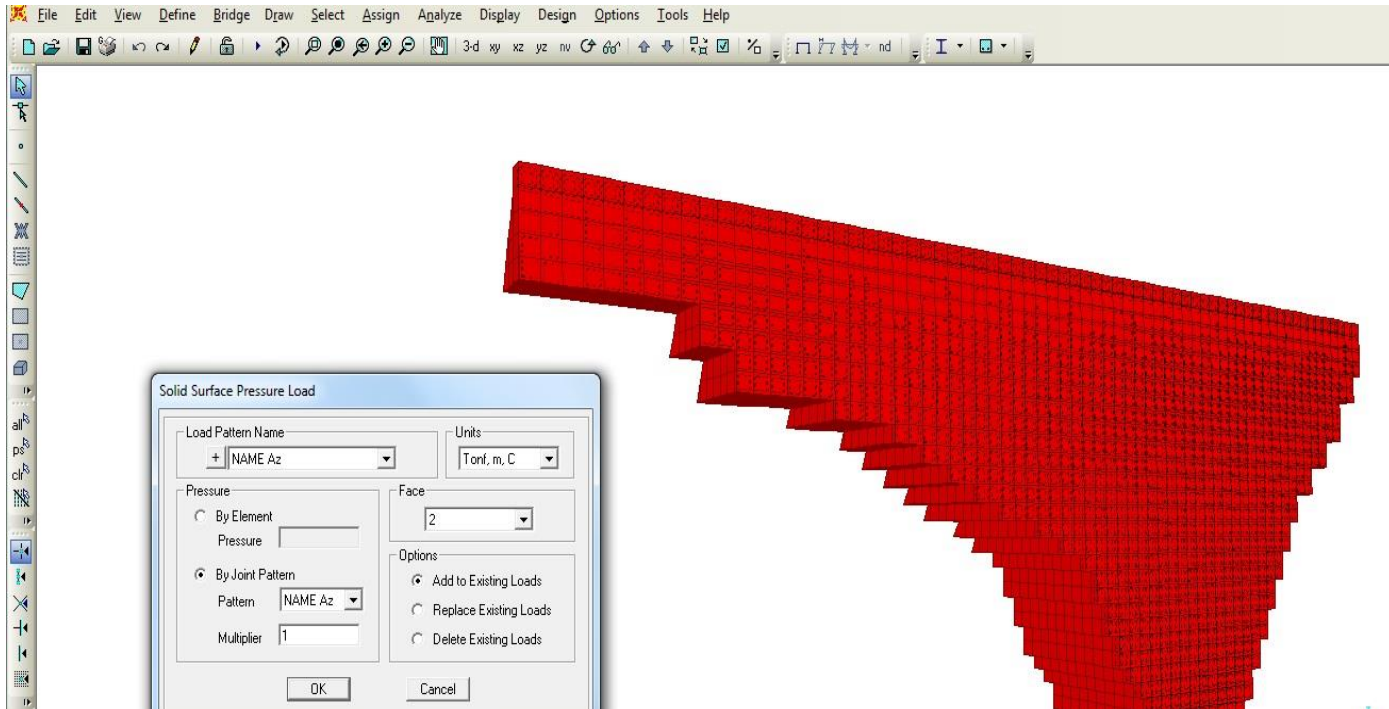 File Edit View Define Bridge Draw Select Assign Analyze Display Design Options Tools Help
3-d xy xz yz nv nd
all
ps
clr
Solid Surface Pressure Load
Load Pattern Name
+ NAME Az
Units
Tonf, m, C
Pressure
By Element
Pressure
By Joint Pattern
Pattern NAME Az
Multiplier 1
Face
2
Options
Add to Existing Loads
Replace Existing Loads
Delete Existing Loads
OK Cancel